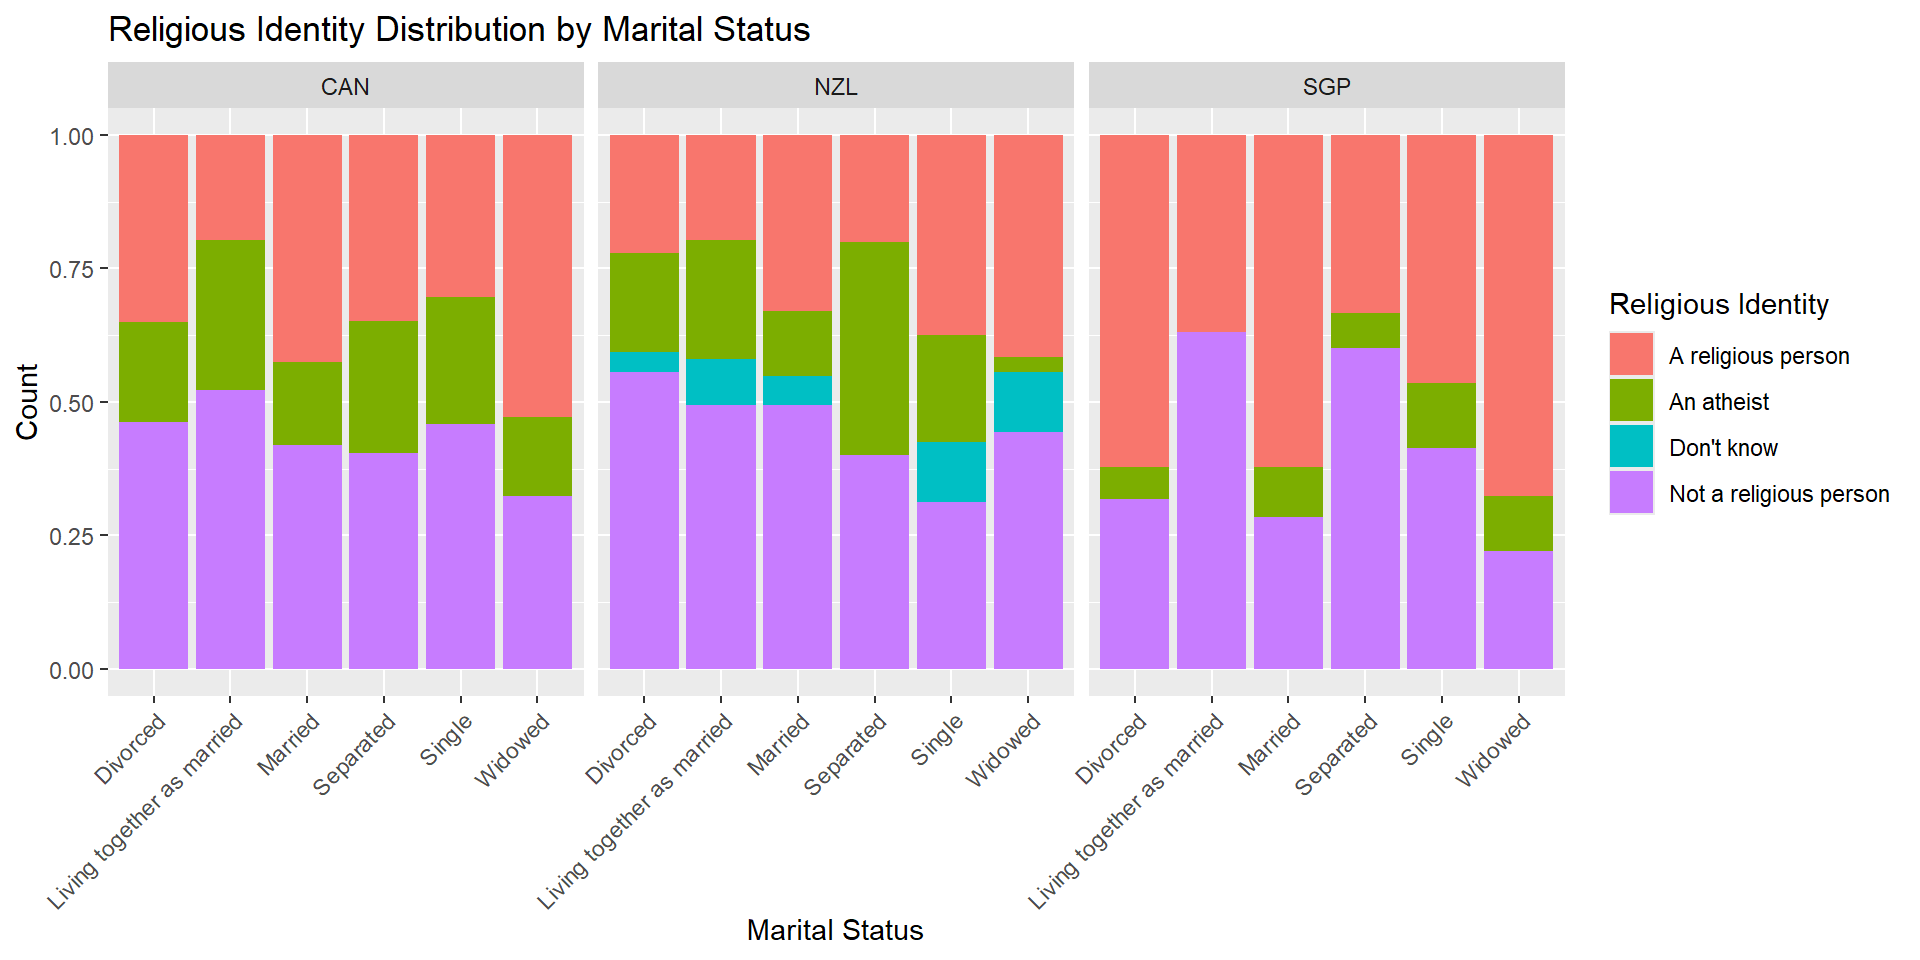 Religious Identity Distribution by Marital Status
CAN
NZL
SGP
1.00
0.75
0.50
0.25
0.00
Count
Divorced
Living together as married
Married
Separated
Single
Widowed
Divorced
Living together as married
Married
Separated
Single
Widowed
Divorced
Living together as married
Married
Separated
Single
Widowed
Marital Status
Religious Identity
A religious person
An atheist
Don't know
Not a religious person